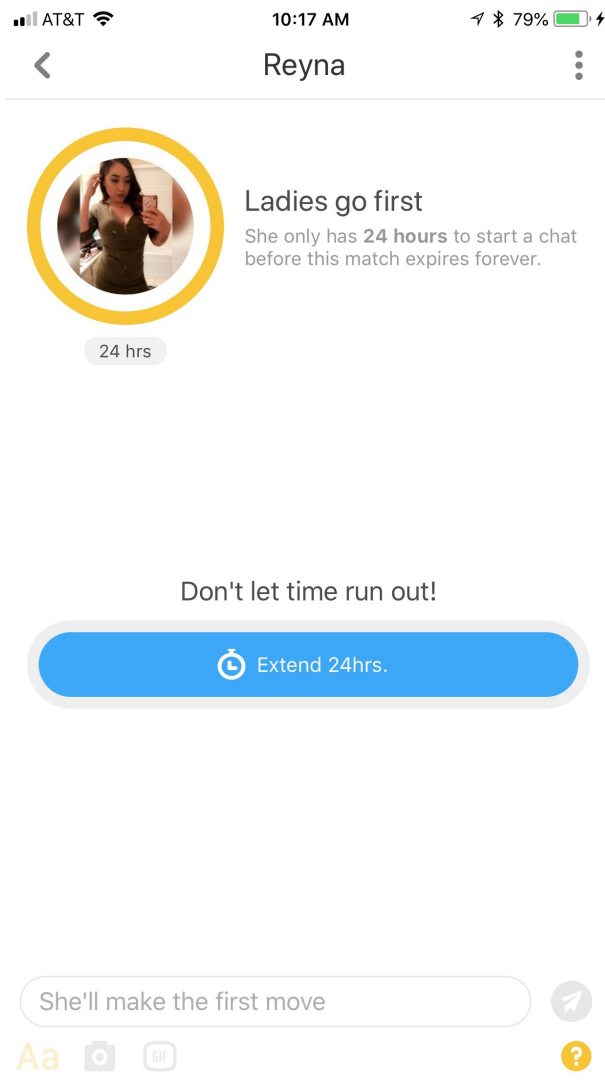 AT&T 10:17 AM 79%
Reyna
Ladies go first
She only has 24 hours to start a chat
before this match expires forever.
24 hrs
Don't let time run out!
Extend 24hrs.
She'll make the first move
Aa GIF ?